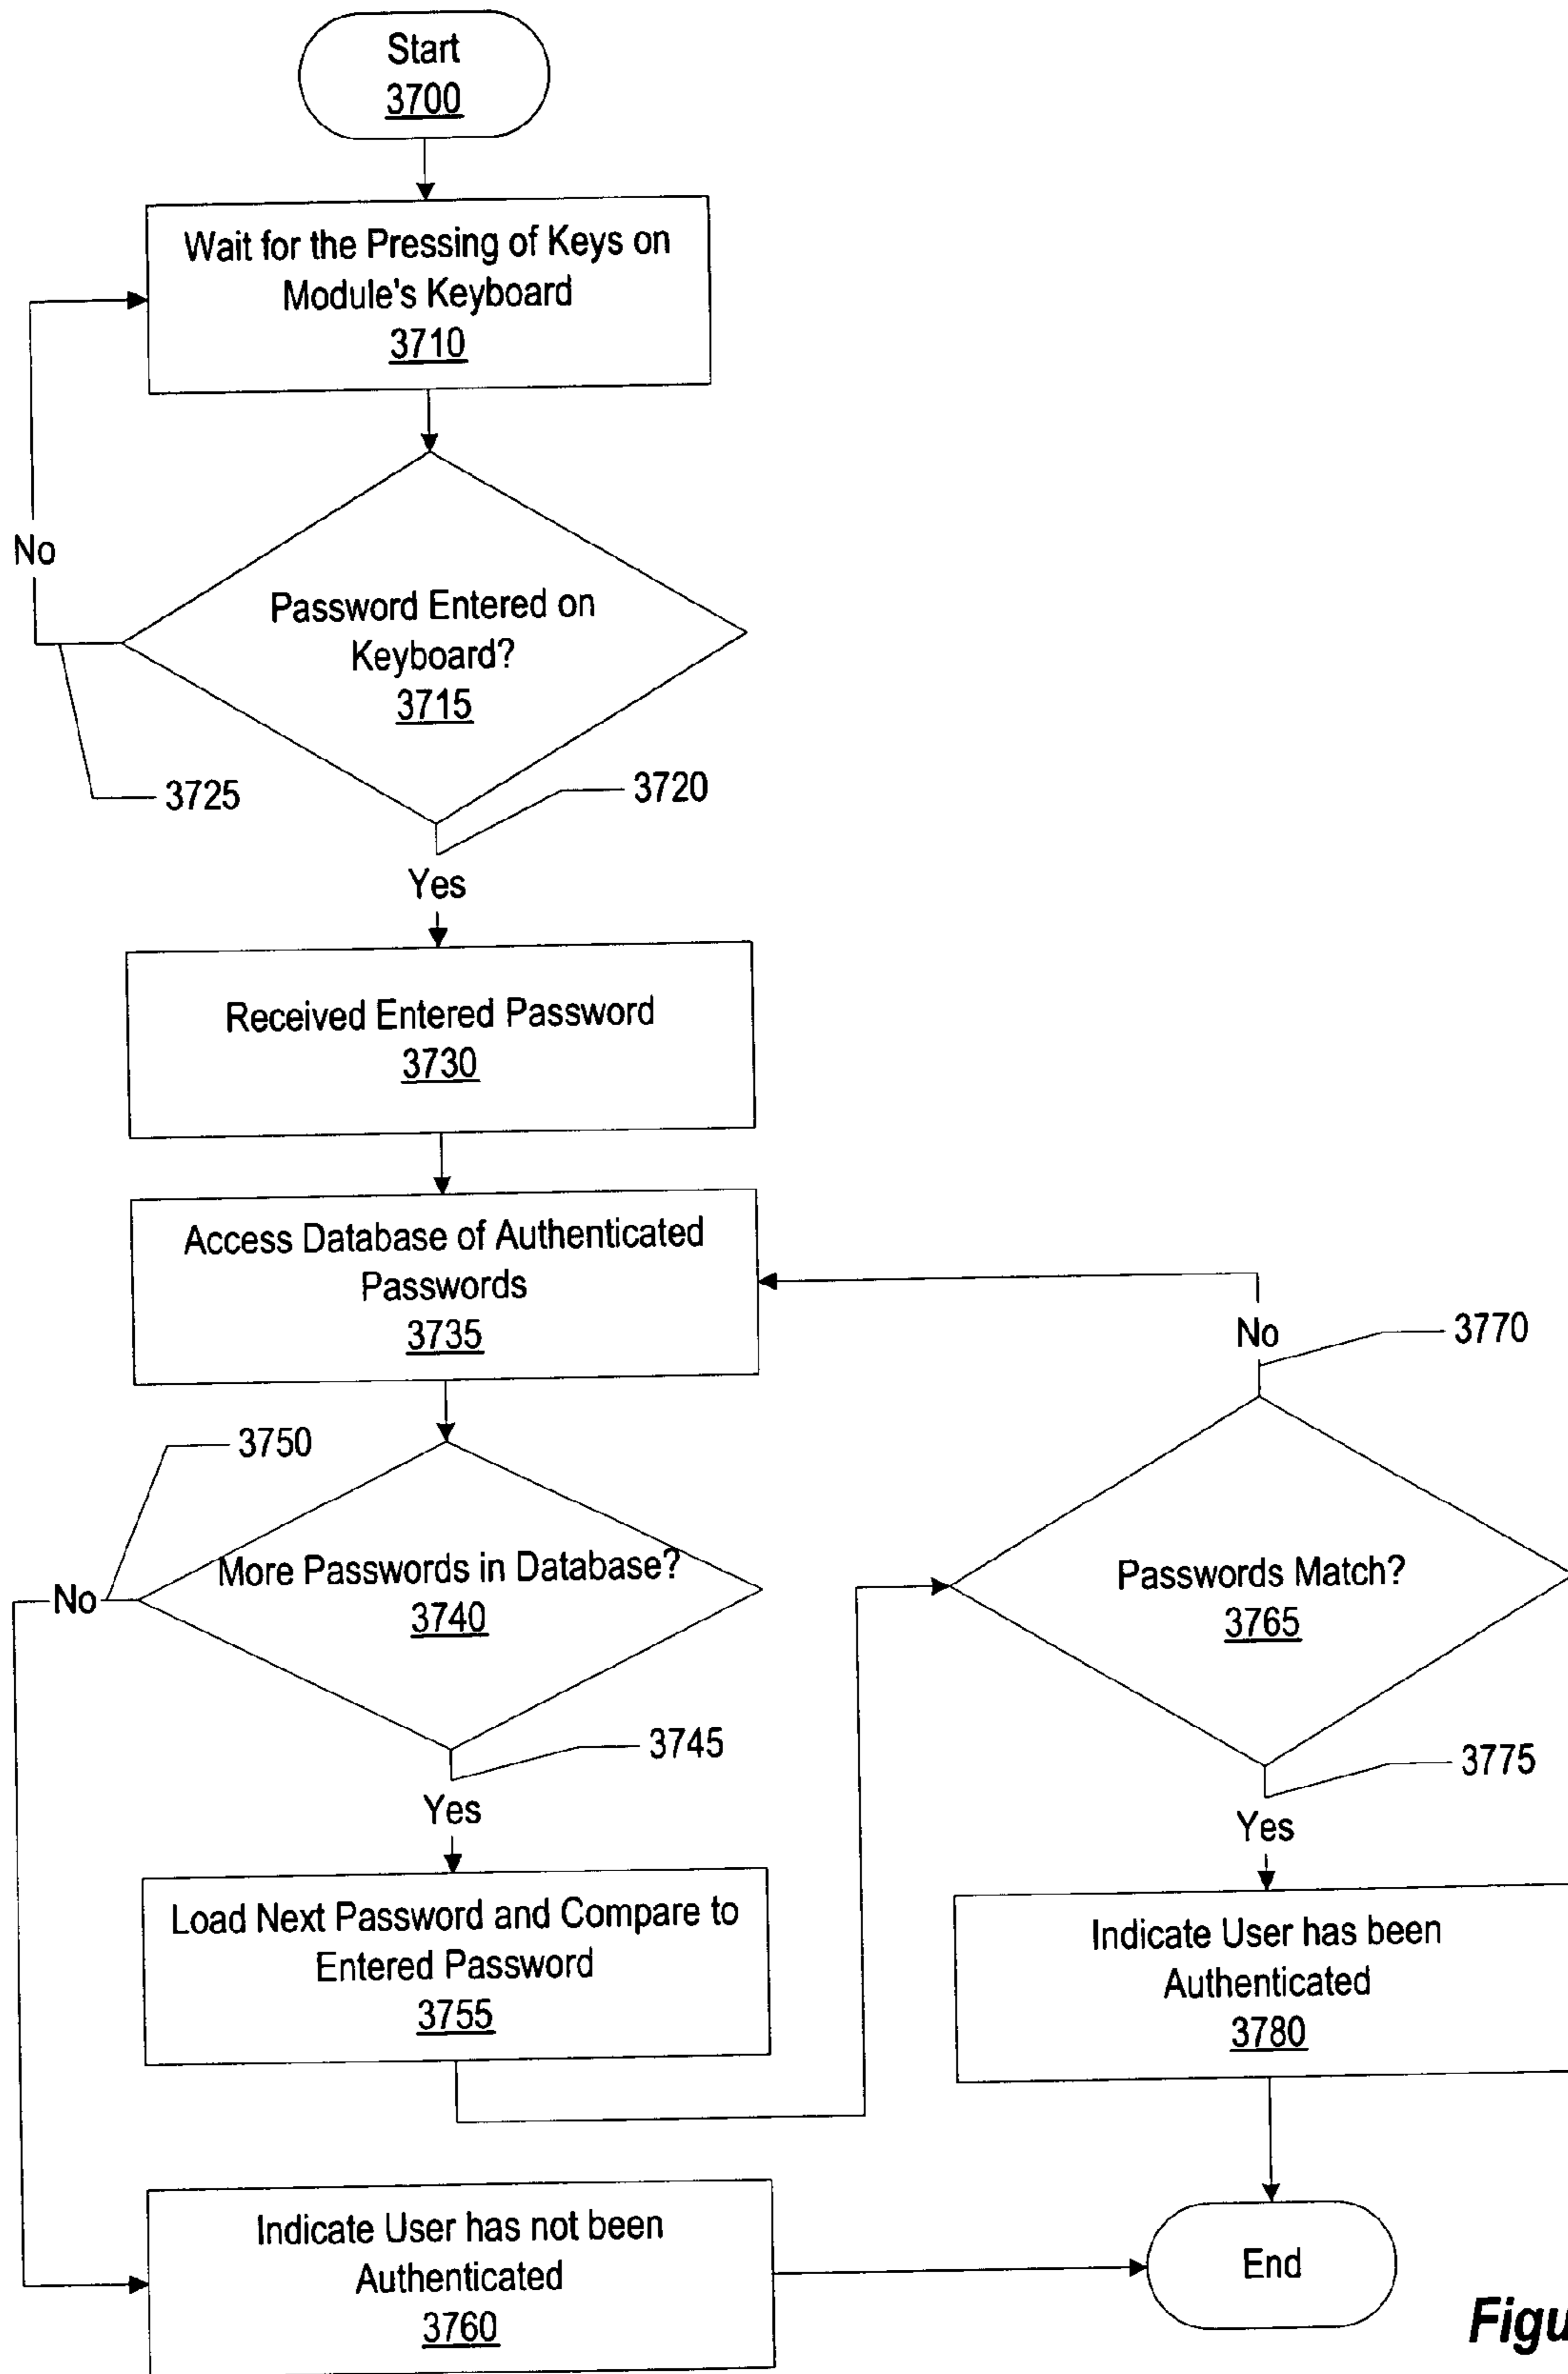 Start
3700
Wait for the Pressing of Keys on
Module's Keyboard
3710
No
Password Entered on
Keyboard?
3715
3725
3720
Yes
Received Entered Password
3730
Access Database of Authenticated
Passwords
3735
No
3770
3750
No
More Passwords in Database?
3740
Passwords Match?
3765
3745
3775
Yes
Yes
Load Next Password and Compare to
Entered Password
3755
Indicate User has been
Authenticated
3780
Indicate User has not been
Authenticated
3760
End